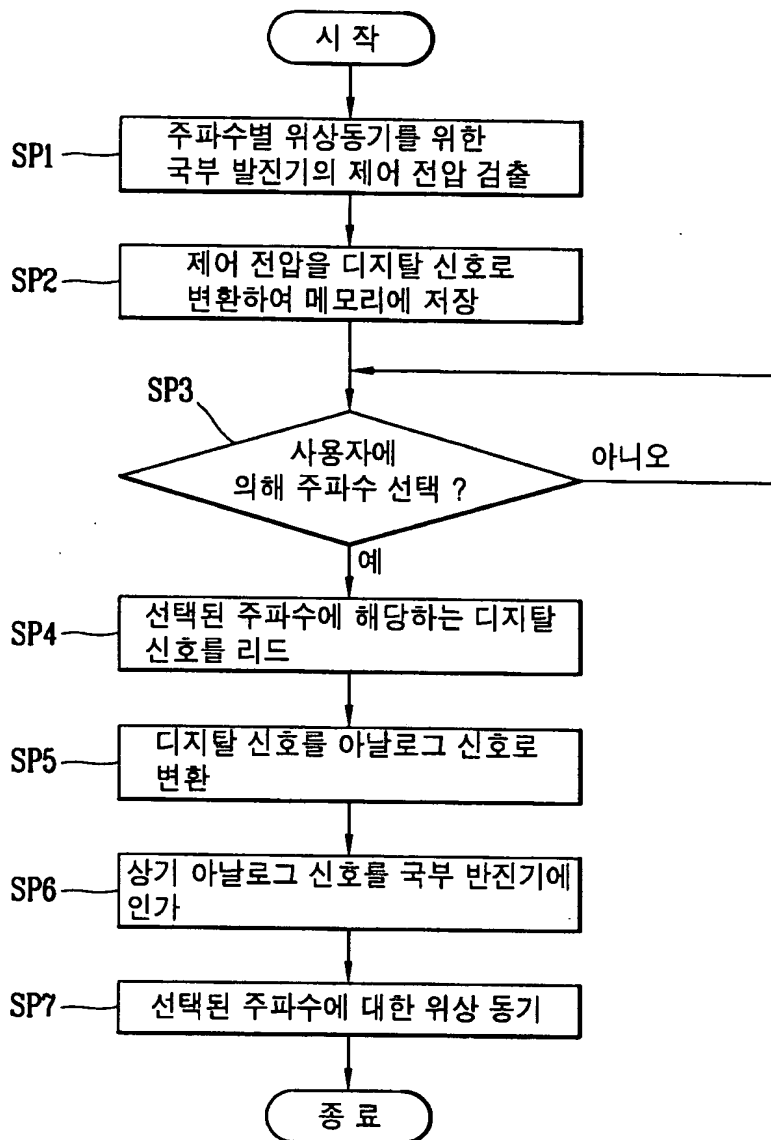 시 작
SP1
주파수별 위상동기를 위한
국부 발진기의 제어 전압 검출
SP2
제어 전압을 디지탈 신호로
변환하여 메모리에 저장
SP3
사용자에
의해 주파수 선택 ?
아니오
예
SP4
선택된 주파수에 해당하는 디지탈
신호를 리드
SP5
디지탈 신호를 아날로그 신호로
변환
SP6
상기 아날로그 신호를 국부 반진기에
인가
SP7
선택된 주파수에 대한 위상 동기
종 료